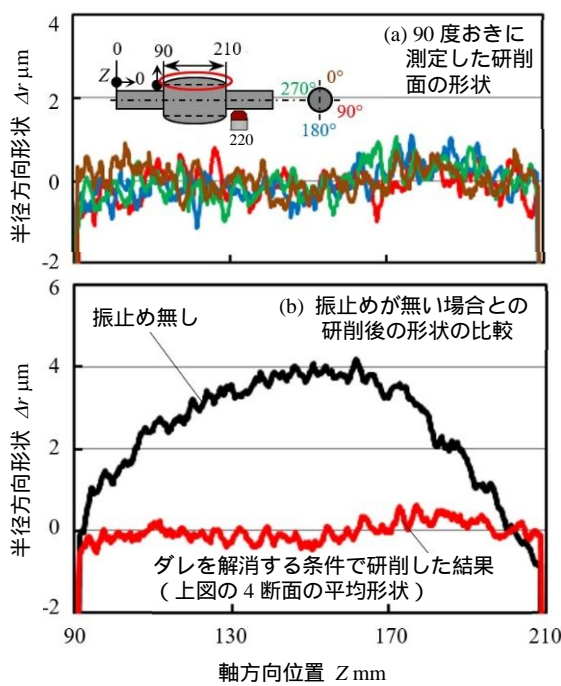 4
2
0
-2
半径方向形状 Δr μm
0
90
210
Z
0
220
0°
270°
90°
180°
(a) 90 度おきに
測定した研削
面の形状
6
4
2
0
-2
半径方向形状 Δr μm
(b) 振止めが無い場合との
研削後の形状の比較
振止め無し
ダレを解消する条件で研削した結果
（上図の 4 断面の平均形状）
90
130
170
210
軸方向位置 Z mm